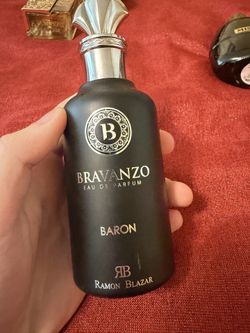 B
BRAVANZO
EAU DE PARFUM
BARON
RB
RAMON BLAZAR